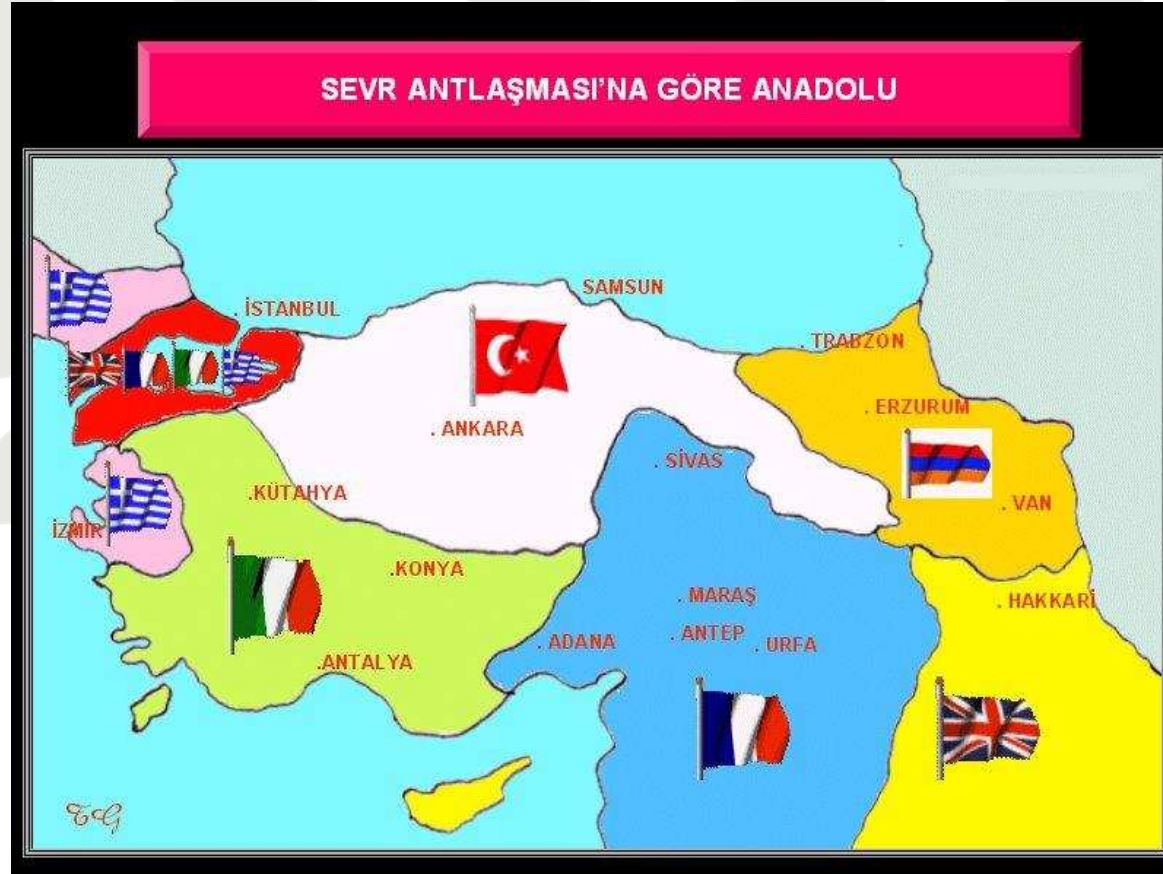 SEVR ANTLAŞMASI'NA GÖRE ANADOLU
SAMSUN
. İSTANBUL
. TRABZON
. ERZURUM
. ANKARA
. SİVAS
.KÜTAHYA
. VAN
İZMİR
.KONYA
. MARAŞ
. HAKKARİ
. ANTEP
. URFA
. ADANA
.ANTALYA